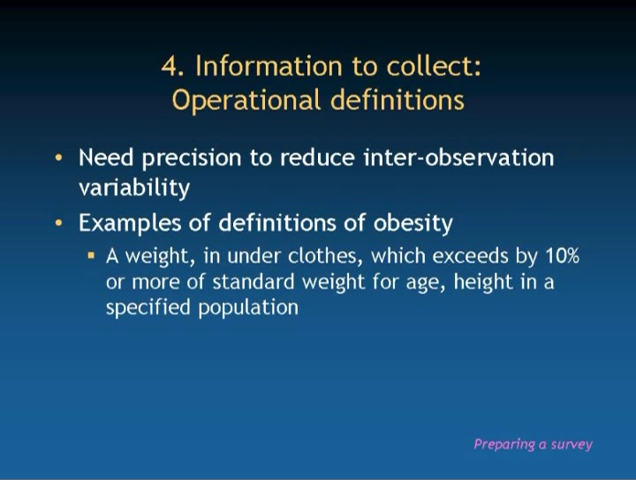 4. Information to collect:
Operational definitions
• Need precision to reduce inter-observation
variability
• Examples of definitions of obesity
▪ A weight, in under clothes, which exceeds by 10%
or more of standard weight for age, height in a
specified population
Preparing a survey